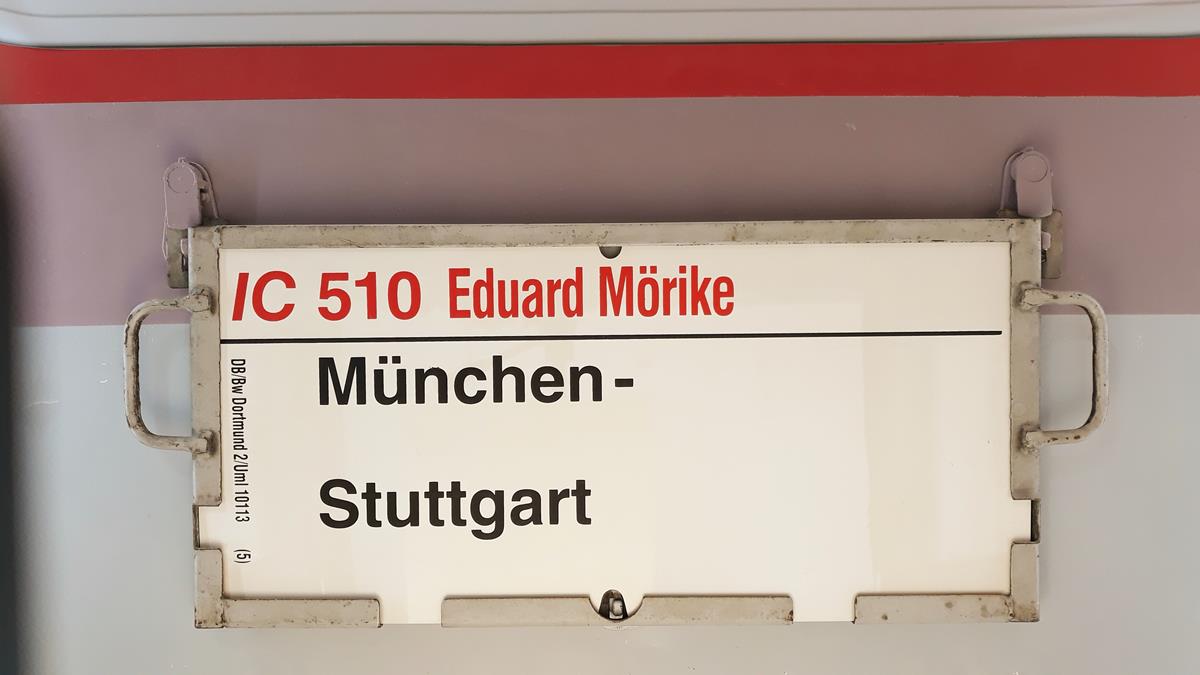 IC 510 Eduard Mörike
München-
Stuttgart
DB/Bw Dortmund 2/Uml 10113 (5)